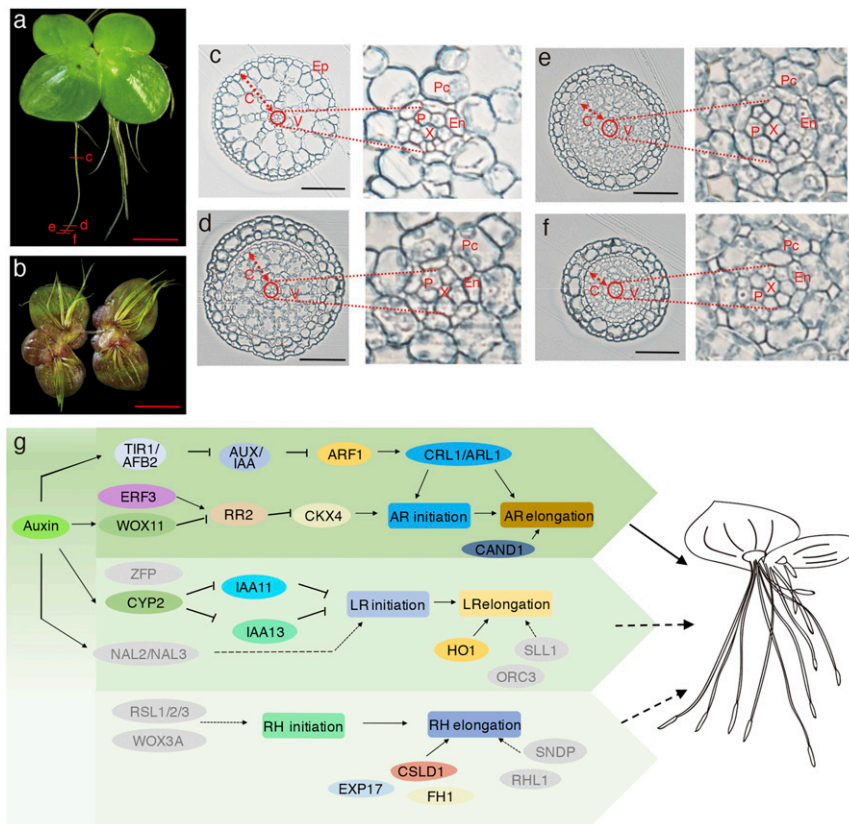 a
c
e
d
f
b
c
Ep
C
V
P
X
Pc
En
e
C
V
P
X
Pc
En
d
C
V
P
X
Pc
En
f
C
V
P
X
Pc
En
g
TIR1/
AFB2
AUX/
IAA
ARF1
CRL1/ARL1
ERF3
Auxin
WOX11
RR2
CKX4
AR initiation
AR elongation
CAND1
ZFP
CYP2
IAA11
IAA13
LR initiation
LRelongation
NAL2/NAL3
HO1
SLL1
ORC3
RSL1/2/3
WOX3A
RH initiation
RH elongation
CSLD1
SNDP
EXP17
FH1
RHL1